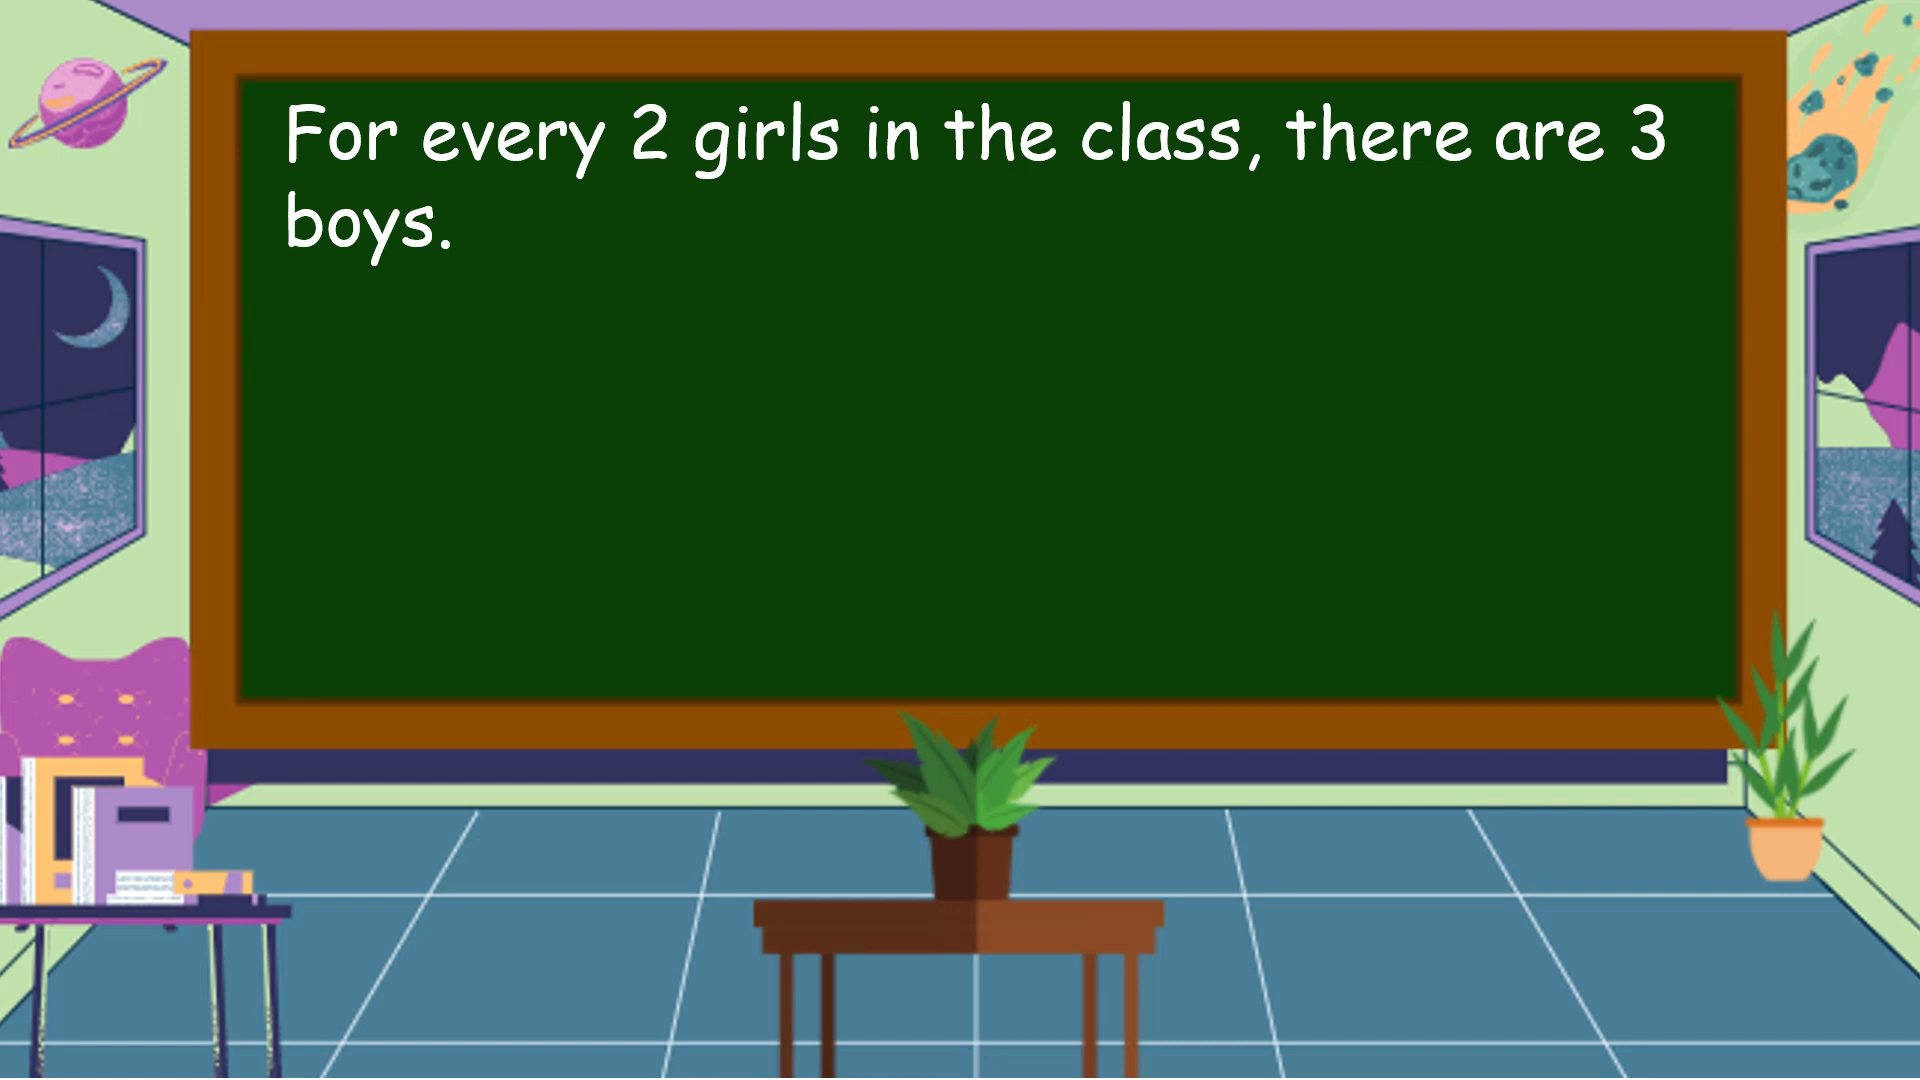 For every 2 girls in the class, there are 3
boys.